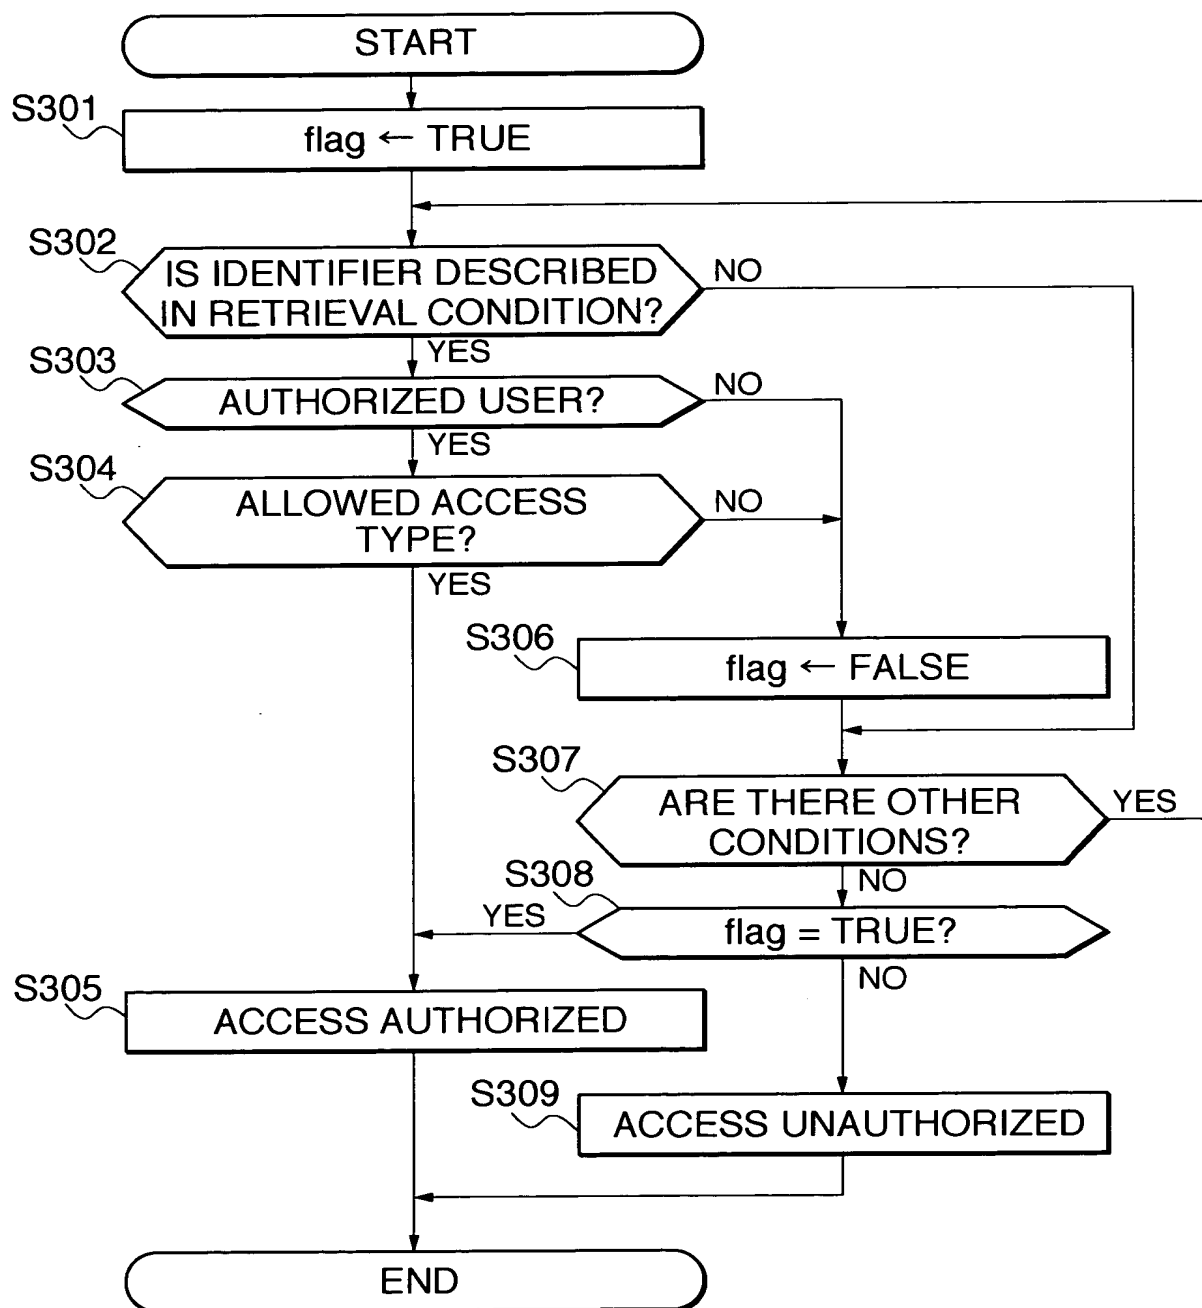 START
S301
flag ← TRUE
S302
IS IDENTIFIER DESCRIBED
IN RETRIEVAL CONDITION?
NO
YES
S303
AUTHORIZED USER?
NO
YES
S304
ALLOWED ACCESS
TYPE?
NO
YES
S306
flag ← FALSE
S307
ARE THERE OTHER
CONDITIONS?
YES
NO
S308
flag = TRUE?
YES
NO
S305
ACCESS AUTHORIZED
S309
ACCESS UNAUTHORIZED
END